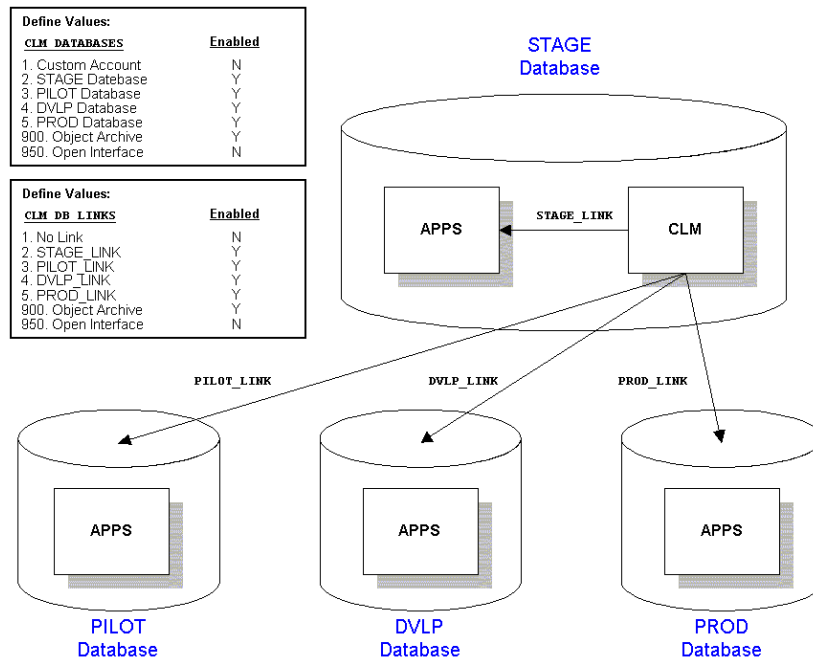 Define Values:
CLM DATABASES Enabled
1. Custom Account N
2. STAGE Datebase Y
3. PILOT Database Y
4. DVLP Database Y
5. PROD Database Y
900. Object Archive Y
950. Open Interface N
Define Values:
CLM DB LINKS Enabled
1. No Link N
2. STAGE_LINK Y
3. PILOT_LINK Y
4. DVLP_LINK Y
5. PROD_LINK Y
900. Object Archive Y
950. Open Interface N
STAGE
Database
APPS
STAGE_LINK
CLM
PILOT_LINK
DVLP_LINK
PROD_LINK
APPS
APPS
APPS
PILOT
Database
DVLP
Database
PROD
Database